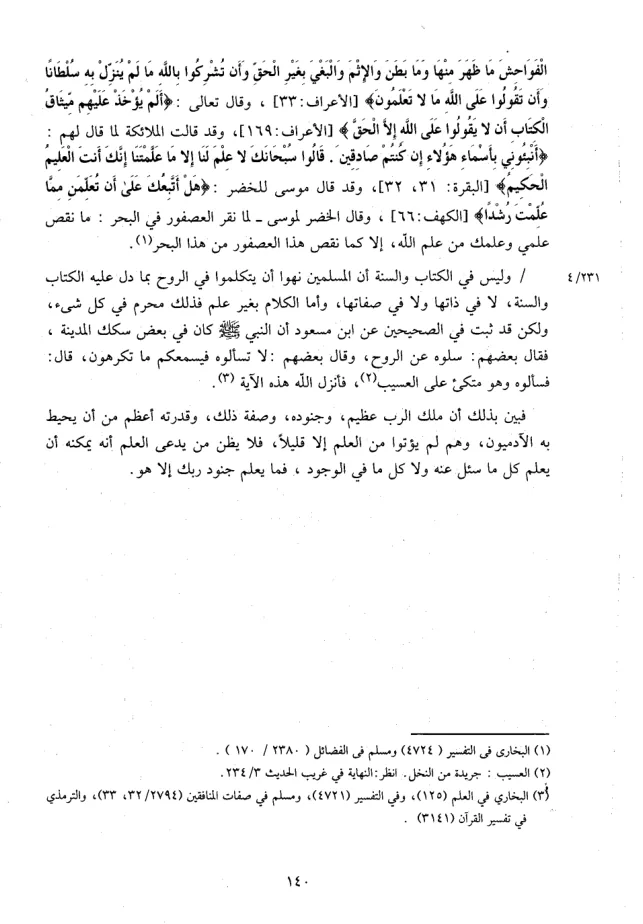 الْفَوَاحِشَ مَا ظَهَرَ مِنْهَا وَمَا بَطَنَ وَالإِثْمَ وَالْبَغْيَ بِغَيْرِ الْحَقِّ وَأَن تُشْرِكُوا بِاللَّهِ مَا لَمْ يُنَزِّلْ بِهِ سُلْطَانًا
وَأَن تَقُولُوا عَلَى اللَّهِ مَا لا تَعْلَمُونَ﴾ [الأعراف:٣٣] ، وقال تعالى :﴿أَلَمْ يُؤْخَذْ عَلَيْهِم مِّيثَاقُ
الْكِتَابِ أَن لا يَقُولُوا عَلَى اللَّهِ إِلاَّ الْحَقَّ ﴾ [الأعراف:١٦٩]، وقد قالت الملائكة لما قال لهم :
﴿أَنْبِئُونِي بِأَسْمَاءِ هَؤُلاءِ إِن كُنتُمْ صَادِقِينَ . قَالُوا سُبْحَانَكَ لا عِلْمَ لَنَا إِلا مَا عَلَّمْتَنَا إِنَّكَ أَنتَ الْعَلِيمُ
الْحَكِيمُ﴾ [البقرة: ٣١، ٣٢]، وقد قال موسى للخضر :﴿هَلْ أَتَّبِعُكَ عَلَىٰ أَن تُعَلِّمَنِ مِمَّا
عُلِّمْتَ رُشْدًا﴾ [الكهف:٦٦] ، وقال الخضر لموسى ـ لما نقر العصفور في البحر : ما نقص
علمي وعلمك من علم الله، إلا كما نقص هذا العصفور من هذا البحر(١).
٤/٢٣١ / وليس في الكتاب والسنة أن المسلمين نهوا أن يتكلموا في الروح بما دل عليه الكتاب
والسنة، لا في ذاتها ولا في صفاتها، وأما الكلام بغير علم فذلك محرم في كل شىء،
ولكن قد ثبت في الصحيحين عن ابن مسعود أن النبي ﷺ كان في بعض سكك المدينة ،
فقال بعضهم: سلوه عن الروح، وقال بعضهم :لا تسألوه فيسمعكم ما تكرهون، قال:
فسألوه وهو متكئ على العسيب(٢)، فأنزل الله هذه الآية (٣).
فبين بذلك أن ملك الرب عظيم، وجنوده، وصفة ذلك، وقدرته أعظم من أن يحيط
به الآدميون، وهم لم يؤتوا من العلم إلا قليلاً، فلا يظن من يدعى العلم أنه يمكنه أن
يعلم كل ما سئل عنه ولا كل ما في الوجود ، فما يعلم جنود ربك إلا هو.
(١) البخارى فى التفسير ( ٤٧٢٤) ومسلم فى الفضائل ( ٢٣٨٠ / ١٧٠ ) .
(٢) العسيب : جريدة من النخل. انظر:النهاية في غريب الحديث ٢٣٤/٣.
(٣) البخاري في العلم (١٢٥)، وفي التفسير (٤٧٢١)، ومسلم في صفات المنافقين (٣٢/٢٧٩٤، ٣٣)، والترمذي
في تفسير القرآن (٣١٤١) .
١٤٠